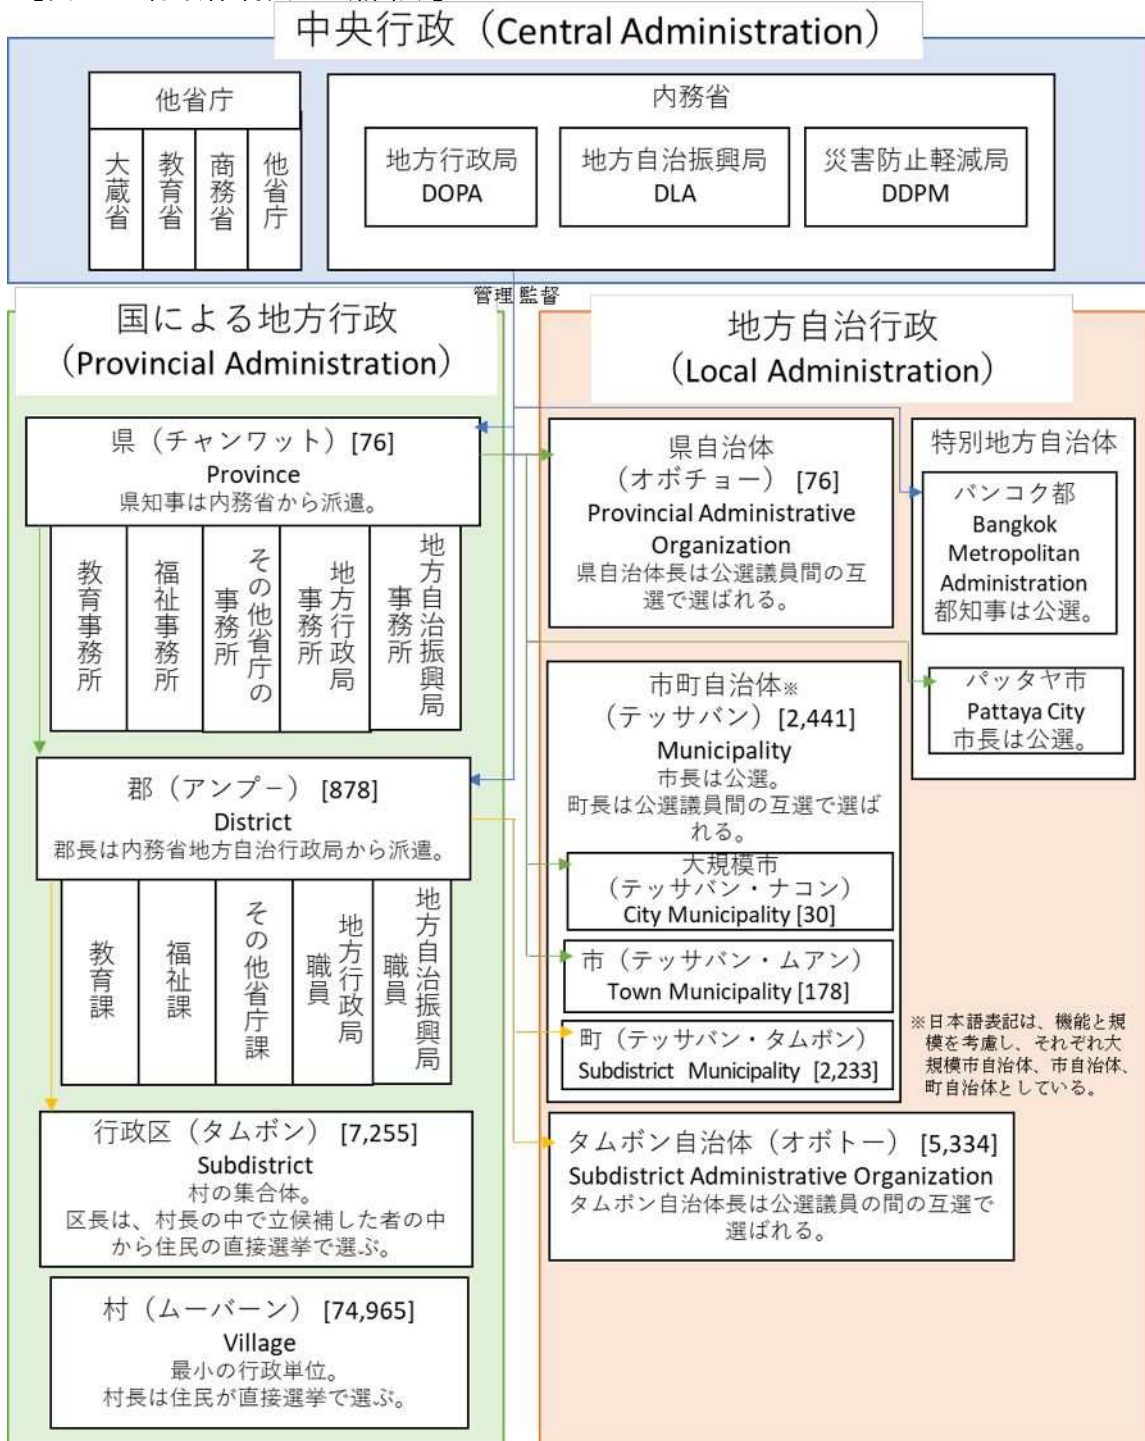 中央行政（Central Administration）
他省庁
大蔵省
教育省
商務省
他省庁
内務省
地方行政局
DOPA
地方自治振興局
DLA
災害防止軽減局
DDPM
管理 監督
国による地方行政
（Provincial Administration）
県（チャンワット）[76]
Province
県知事は内務省から派遣。
教育事務所
福祉事務所
その他省庁の
事務所
地方行政局
事務所
地方自治振興局
事務所
郡（アンプー）[878]
District
郡長は内務省地方自治行政局から派遣。
教育課
福祉課
その他省庁課
地方行政局
職員
地方自治振興局
職員
行政区（タムボン）[7,255]
Subdistrict
村の集合体。
区長は、村長の中で立候補した者の中
から住民の直接選挙で選ぶ。
村（ムーバーン）[74,965]
Village
最小の行政単位。
村長は住民が直接選挙で選ぶ。
地方自治行政
（Local Administration）
県自治体
（オボチョー）[76]
Provincial Administrative
Organization
県自治体長は公選議員間の互
選で選ばれる。
特別地方自治体
バンコク都
Bangkok
Metropolitan
Administration
都知事は公選。
パッタヤ市
Pattaya City
市長は公選。
市町自治体※
（テッサバン）[2,441]
Municipality
市長は公選。
町長は公選議員間の互選で選ば
れる。
大規模市
（テッサバン・ナコン）
City Municipality [30]
市（テッサバン・ムアン）
Town Municipality [178]
町（テッサバン・タムボン）
Subdistrict Municipality [2,233]
※日本語表記は、機能と規
模を考慮し、それぞれ大
規模市自治体、市自治体、
町自治体としている。
タムボン自治体（オボトー）[5,334]
Subdistrict Administrative Organization
タムボン自治体長は公選議員の間の互選で
選ばれる。